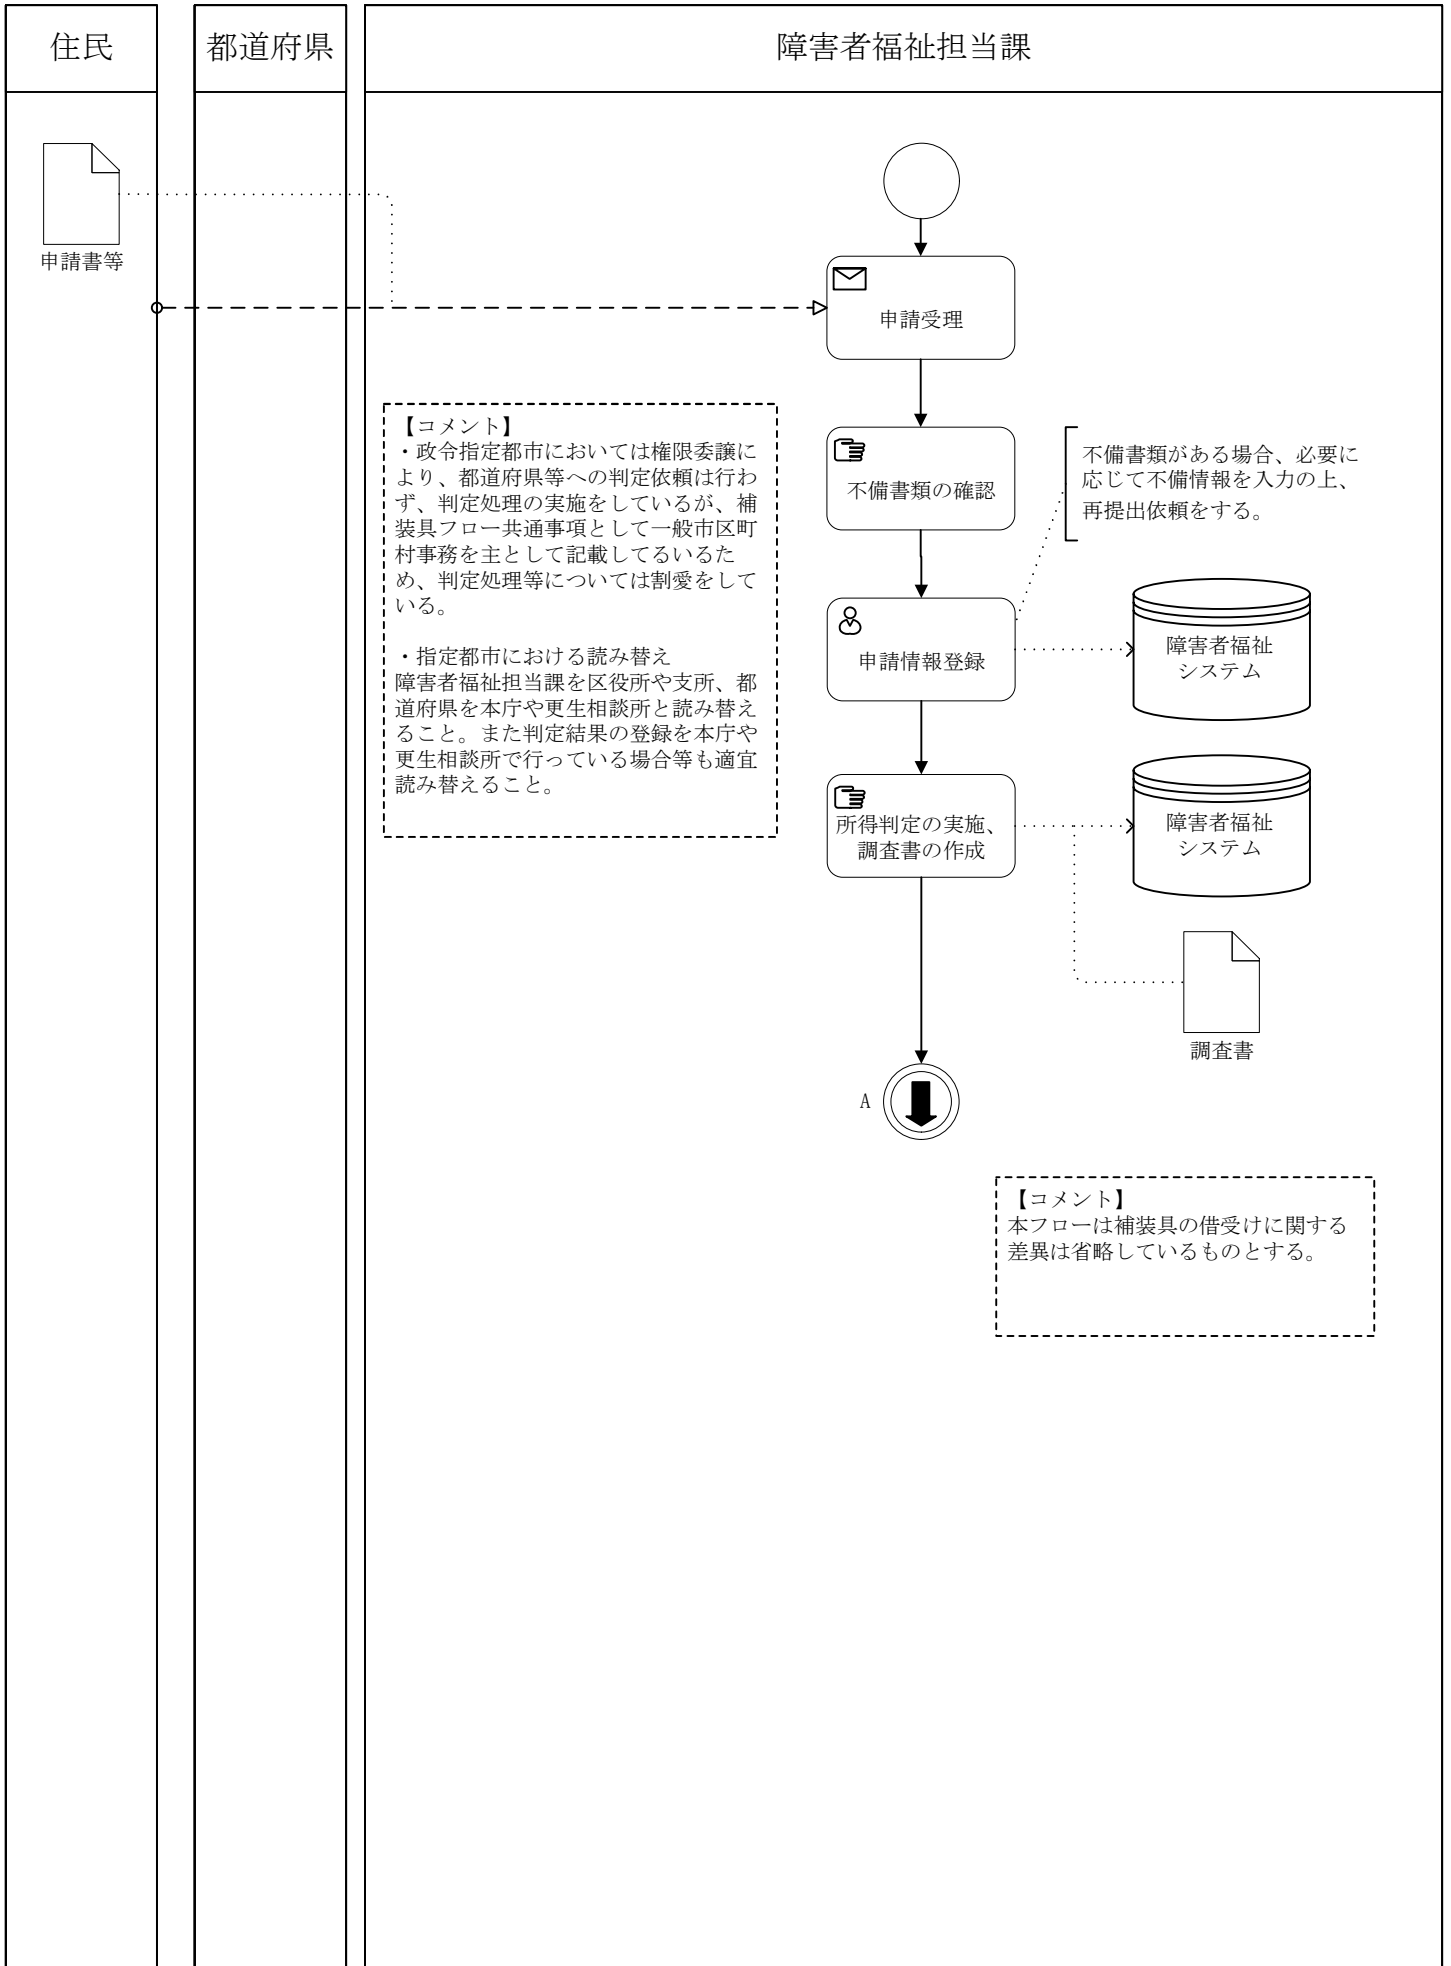 住民
都道府県
障害者福祉担当課
申請書等
申請受理
【コメント】
・政令指定都市においては権限委譲に
より、都道府県等への判定依頼は行わ
ず、判定処理の実施をしているが、補
装具フロー共通事項として一般市区町
村事務を主として記載してるいるた
め、判定処理等については割愛をして
いる。
・指定都市における読み替え
障害者福祉担当課を区役所や支所、都
道府県を本庁や更生相談所と読み替え
ること。また判定結果の登録を本庁や
更生相談所で行っている場合等も適宜
読み替えること。
不備書類の確認
不備書類がある場合、必要に
応じて不備情報を入力の上、
再提出依頼をする。
申請情報登録
障害者福祉
システム
所得判定の実施、
調査書の作成
障害者福祉
システム
調査書
A
【コメント】
本フローは補装具の借受けに関する
差異は省略しているものとする。